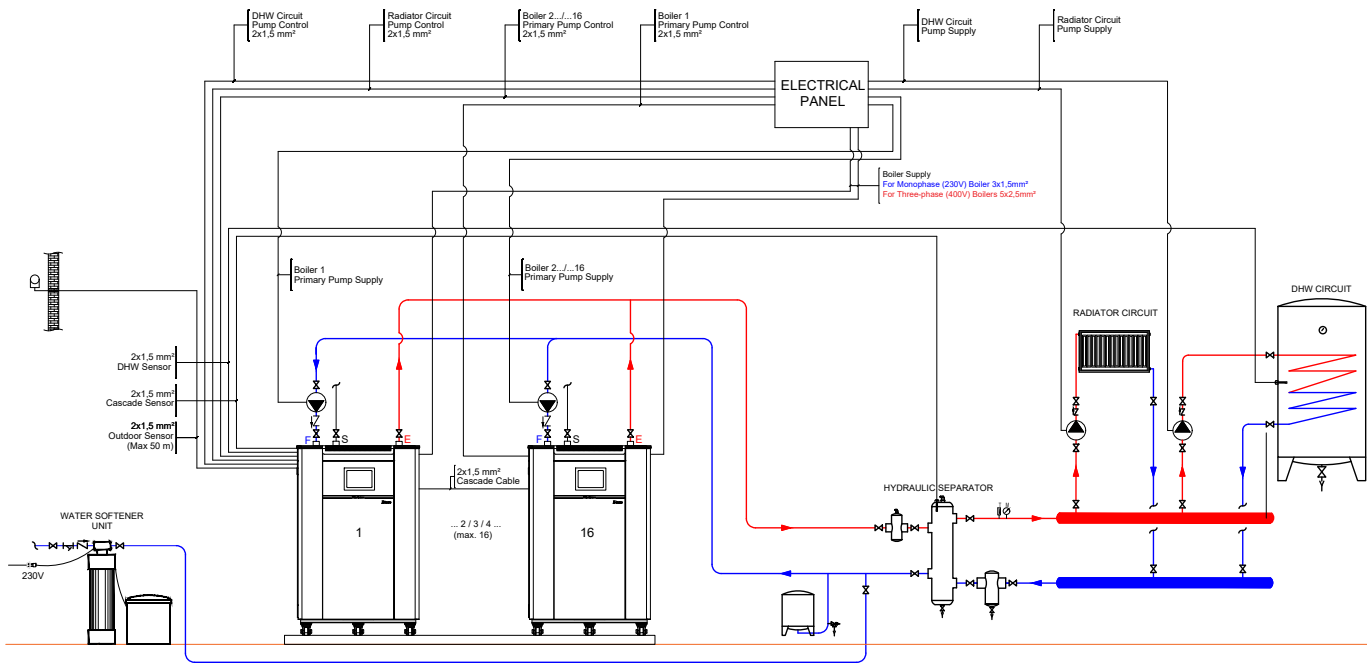 DHW Circuit
Pump Control
2x1,5 mm²
Radiator Circuit
Pump Control
2x1,5 mm²
Boiler 2.../...16
Primary Pump Control
2x1,5 mm²
Boiler 1
Primary Pump Control
2x1,5 mm²
DHW Circuit
Pump Supply
Radiator Circuit
Pump Supply
ELECTRICAL
PANEL
Boiler Supply
For Monophase (230V) Boiler 3x1,5mm²
For Three-phase (400V) Boilers 5x2,5mm²
Boiler 1
Primary Pump Supply
Boiler 2.../...16
Primary Pump Supply
DHW CIRCUIT
RADIATOR CIRCUIT
2x1,5 mm²
DHW Sensor
2x1,5 mm²
Cascade Sensor
2x1,5 mm²
Outdoor Sensor
(Max 50 m)
F
S
E
F
S
E
2x1,5 mm²
Cascade Cable
HYDRAULIC SEPARATOR
WATER SOFTENER
UNIT
230V
1
... 2 / 3 / 4 ...
(max. 16)
16